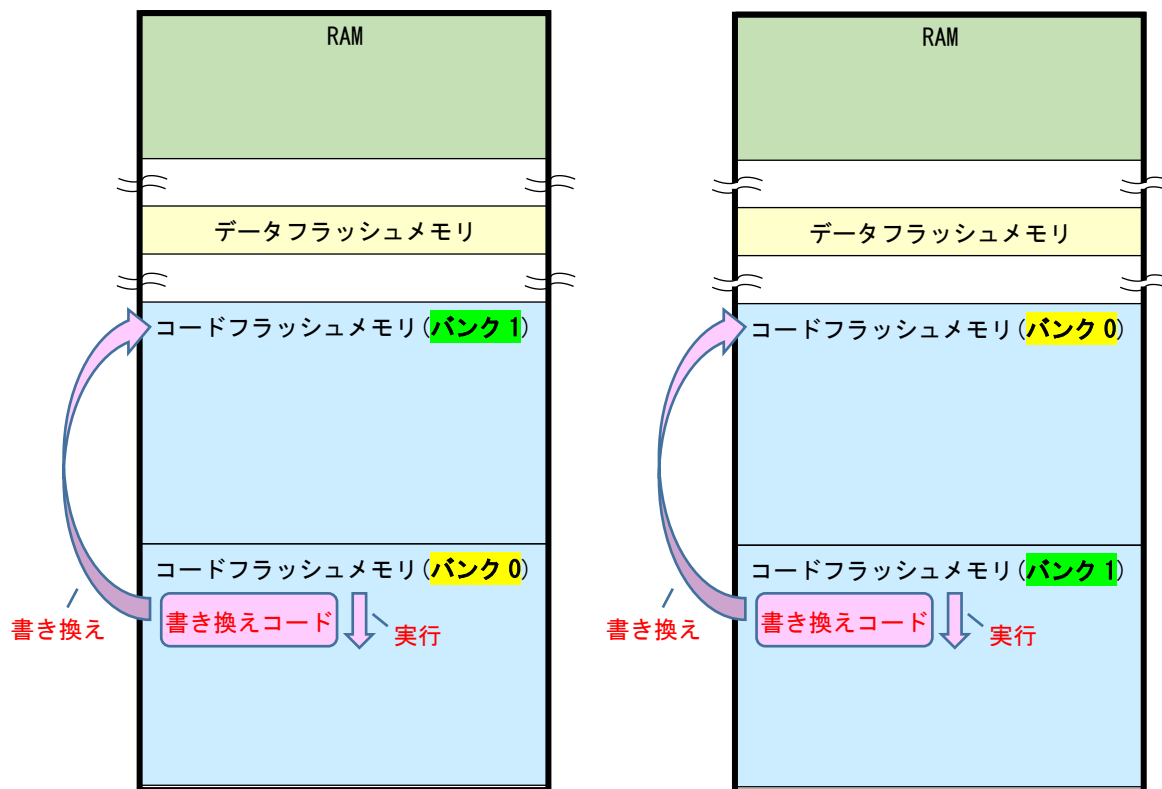 RAM
データフラッシュメモリ
コードフラッシュメモリ(バンク 1)
コードフラッシュメモリ(バンク 0)
書き換えコード
実行
書き換え
RAM
データフラッシュメモリ
コードフラッシュメモリ(バンク 0)
コードフラッシュメモリ(バンク 1)
書き換えコード
実行
書き換え